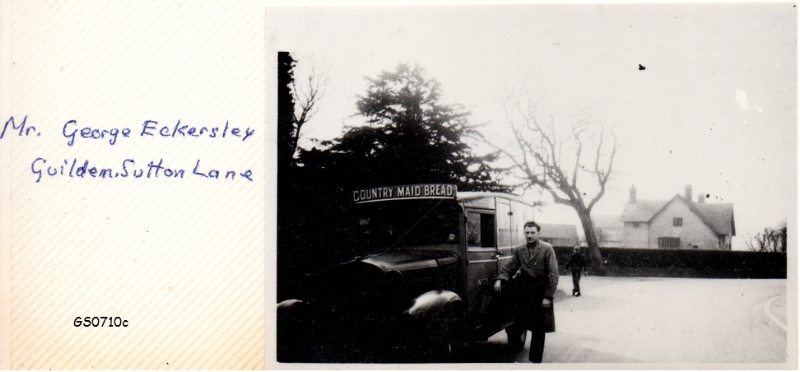 Mr. George Eckersley
Guilden.Sutton Lane
GS0710c
COUNTRY MAID BREAD